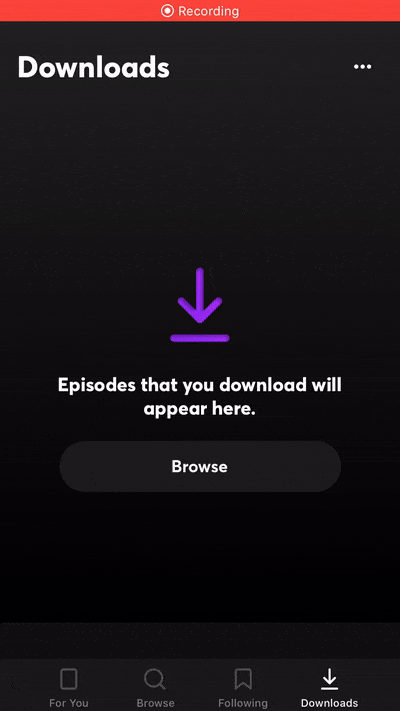 Recording
Downloads
Episodes that you download will
appear here.
Browse
For You
Browse
Following
Downloads